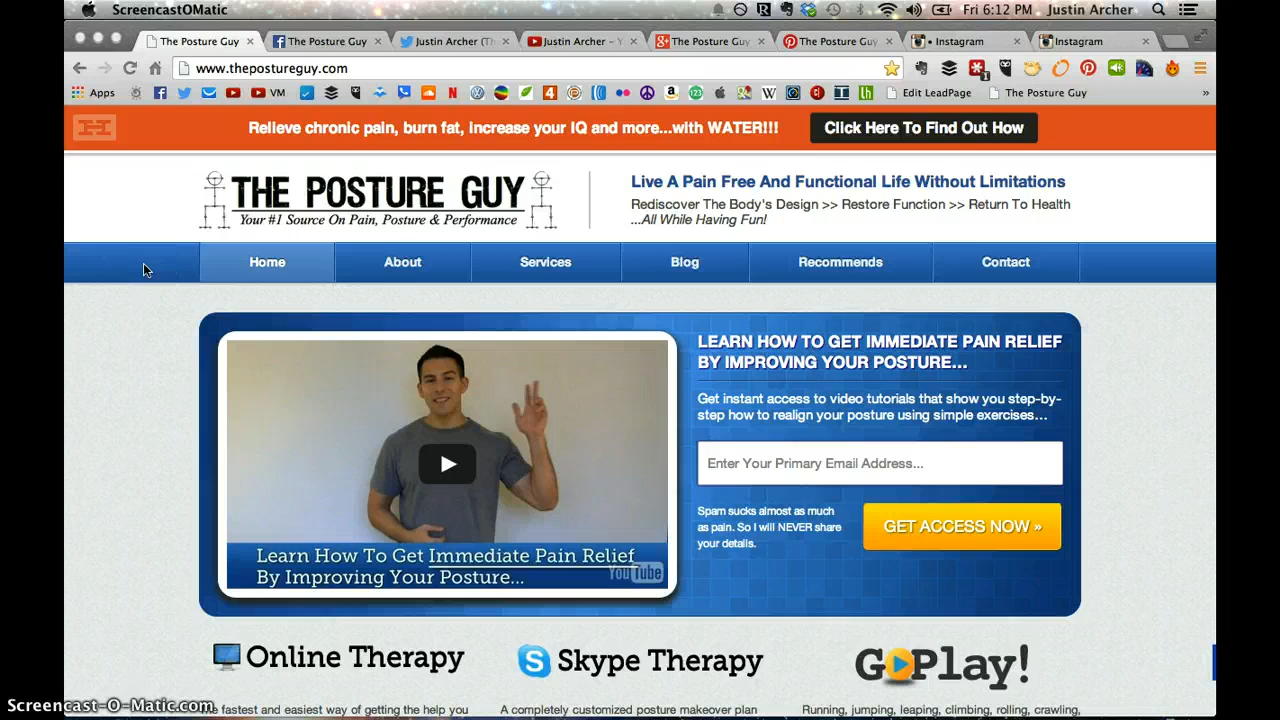 ScreencastOMatic
Fri 6:12 PM Justin Archer
The Posture Guy
The Posture Guy
Justin Archer (Th
Justin Archer - Y
The Posture Gu
The Posture Gu
• Instagram
Instagram
www.thepostureguy.com
Apps
VM
Edit LeadPage
The Posture Guy
»
Relieve chronic pain, burn fat, increase your IQ and more...with WATER!!!
Click Here To Find Out How
THE POSTURE GUY
Your #1 Source On Pain, Posture & Performance
Live A Pain Free And Functional Life Without Limitations
Rediscover The Body's Design >> Restore Function >> Return To Health
...All While Having Fun!
Home
About
Services
Blog
Recommends
Contact
Learn How To Get Immediate Pain Relief
By Improving Your Posture...
YouTube
LEARN HOW TO GET IMMEDIATE PAIN RELIEF
BY IMPROVING YOUR POSTURE...
Get instant access to video tutorials that show you step-by-
step how to realign your posture using simple exercises...
Enter Your Primary Email Address...
Spam sucks almost as much
as pain. So I will NEVER share
your details.
GET ACCESS NOW »
Online Therapy
Skype Therapy
GoPlay!
fastest and easiest way of getting the help you
A completely customized posture makeover plan
Running, jumping, leaping, climbing, rolling, crawling,
Screencast-O-Matic.com